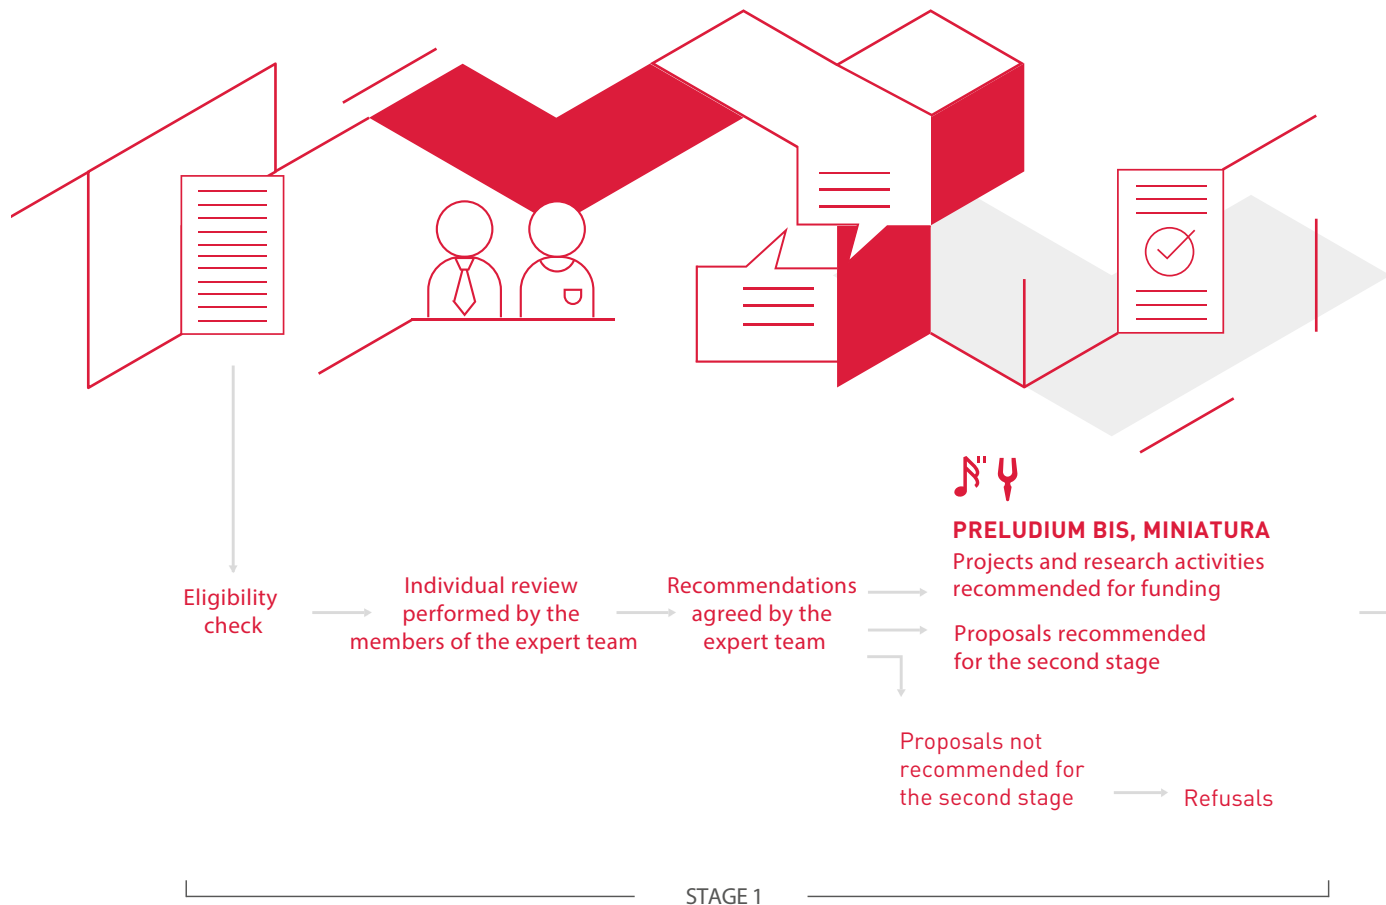 Eligibility
check
Individual review
performed by the
members of the expert team
Recommendations
agreed by the
expert team
PRELUDIUM BIS, MINIATURA
Projects and research activities
recommended for funding
Proposals recommended
for the second stage
Proposals not
recommended for
the second stage
Refusals
STAGE 1